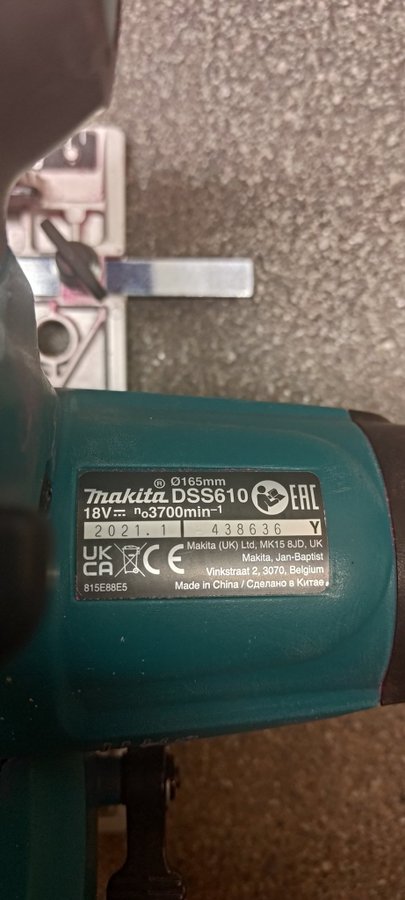 ® Ø165mm
makita DSS610 EAC
18V⎓ n₀3700min⁻¹
2021.1 438636 Y
UK CA CE
Makita (UK) Ltd, MK15 8JD, UK
Makita, Jan-Baptist
Vinkstraat 2, 3070, Belgium
815E88E5 Made in China / Сделано в Китае